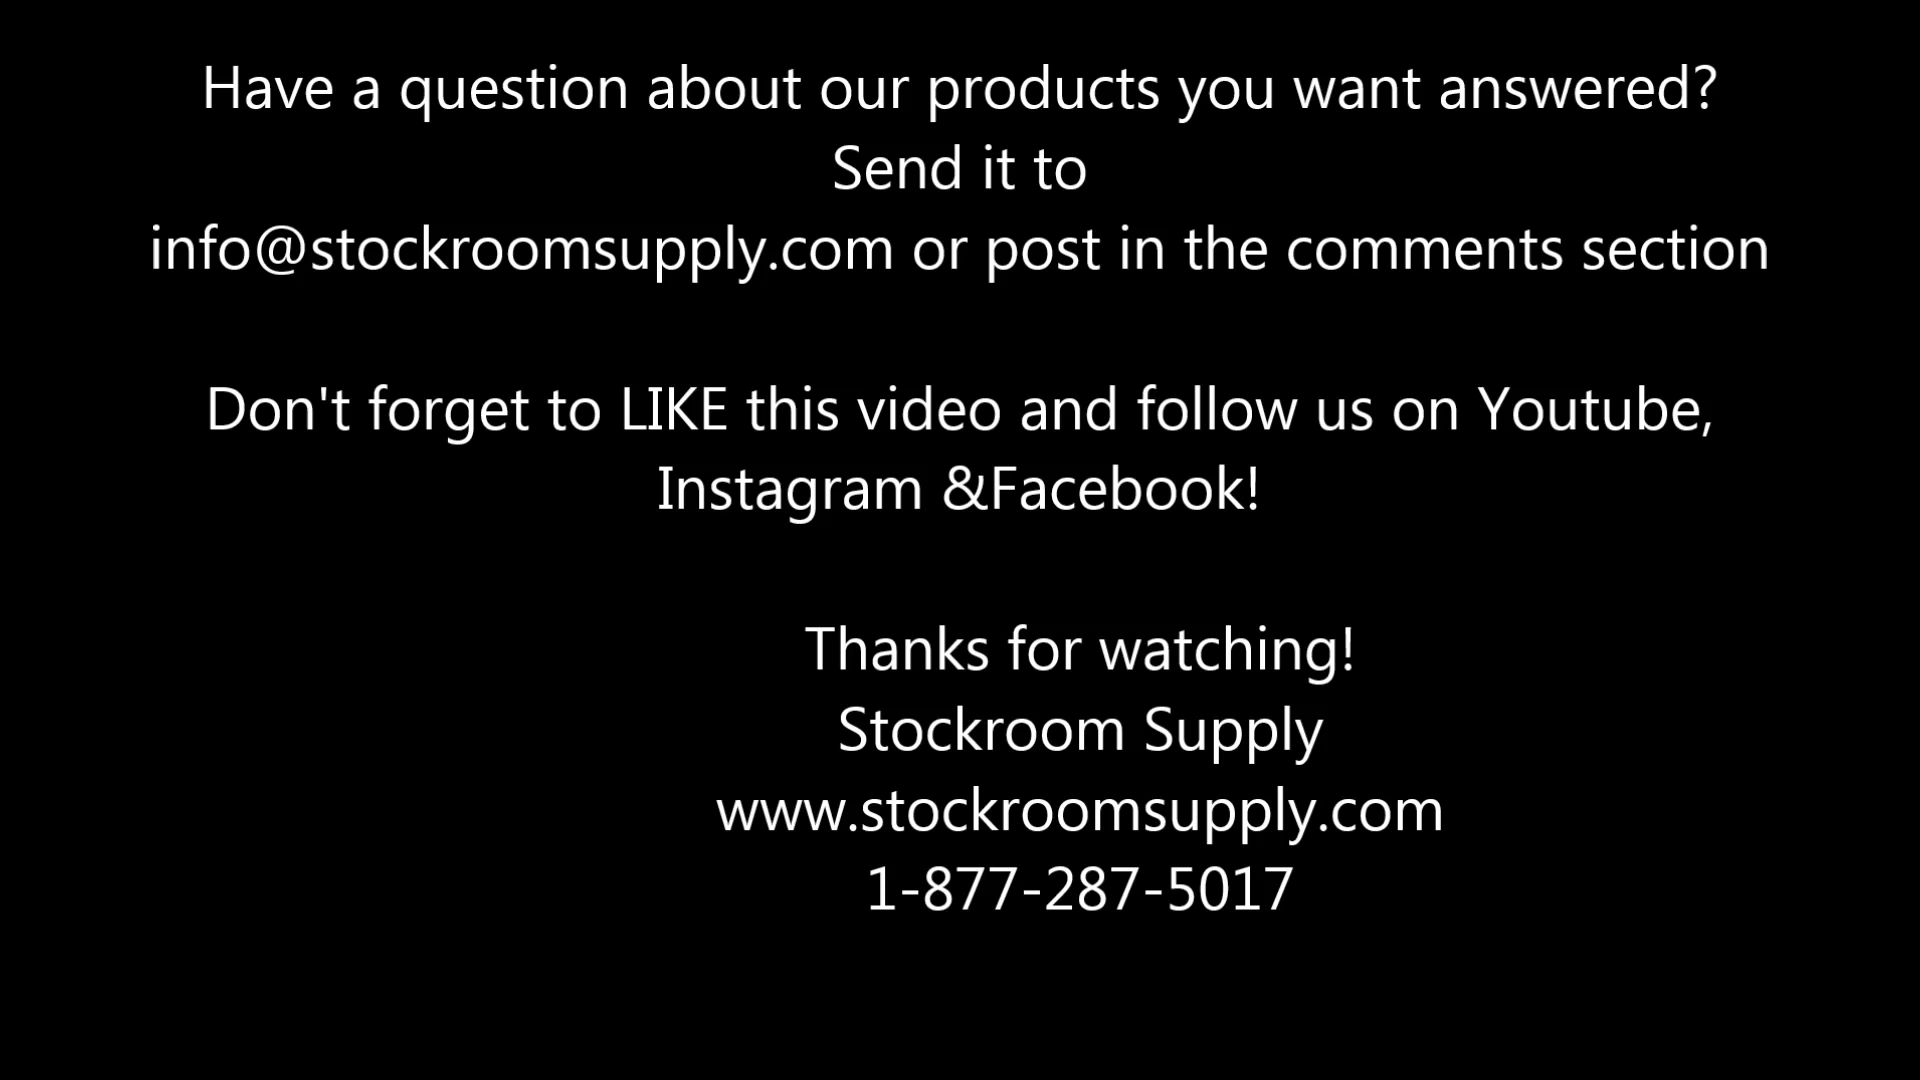 Have a question about our products you want answered?
Send it to
info@stockroomsupply.com or post in the comments section
Don't forget to LIKE this video and follow us on Youtube,
Instagram &Facebook!
Thanks for watching!
Stockroom Supply
www.stockroomsupply.com
1-877-287-5017